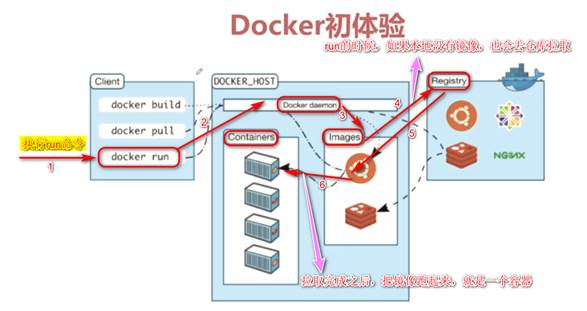 Docker初体验
run的时候，如果本地没有镜像，也会去仓库拉取
Client
DOCKER_HOST
Registry
docker build
Docker daemon
4
3
2
docker pull
5
执行run命令
Containers
Images
docker run
1
NGINX
6
拉取完成之后，把镜像跑起来，就是一个容器